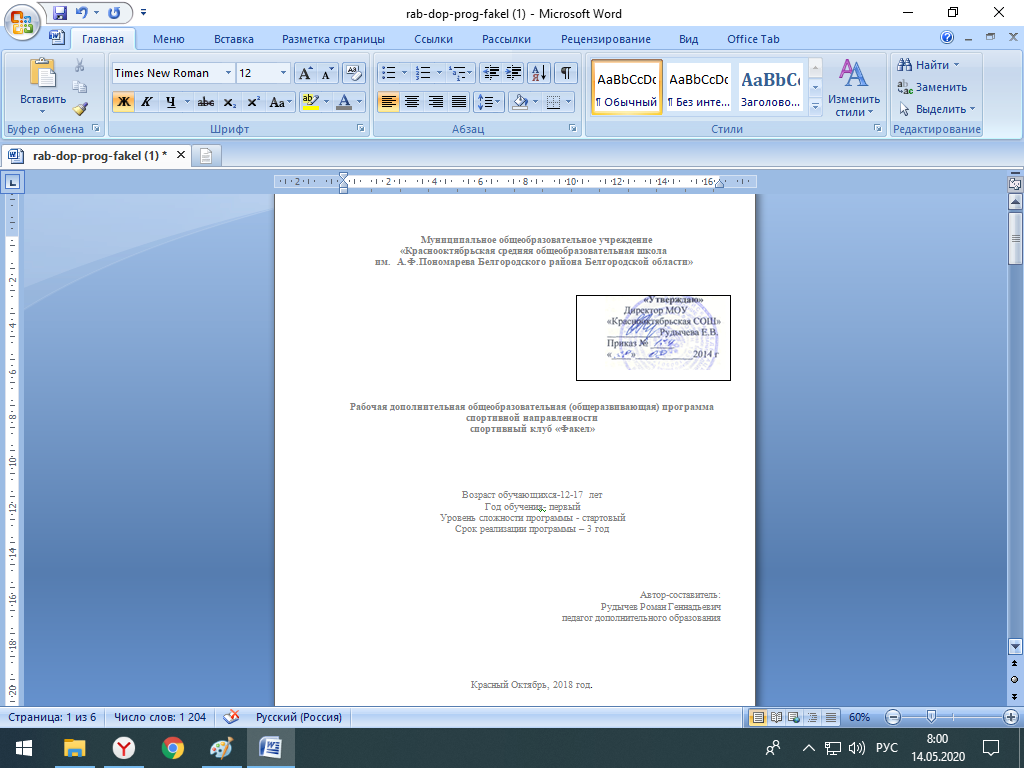 rab-dop-prog-fakel (1) - Microsoft Word
Главная Меню Вставка Разметка страницы Ссылки Рассылки Рецензирование Вид Office Tab
Times New Roman 12
AaBbCcDc AaBbCcDc AaBbC
Вставить
¶ Обычный ¶ Без инте... Заголово...
Изменить стили
Найти
Заменить
Выделить
Буфер обмена Шрифт Абзац Стили Редактирование
rab-dop-prog-fakel (1) *
Муниципальное общеобразовательное учреждение
«Краснооктябрьская средняя общеобразовательная школа
им. А.Ф.Пономарева Белгородского района Белгородской области»
«Утверждаю»
Директор МОУ
«Краснооктябрьская СОШ»
Рудычева Е.В.
Приказ №
2014 г
Рабочая дополнительная общеобразовательная (общеразвивающая) программа
спортивной направленности
спортивный клуб «Факел»
Возраст обучающихся-12-17 лет
Год обучения- первый
Уровень сложности программы - стартовый
Срок реализации программы – 3 год
Автор-составитель:
Рудычев Роман Геннадьевич
педагог дополнительного образования
Красный Октябрь, 2018 год.
Страница: 1 из 6 Число слов: 1 204 Русский (Россия) 60%
РУС 8:00
14.05.2020